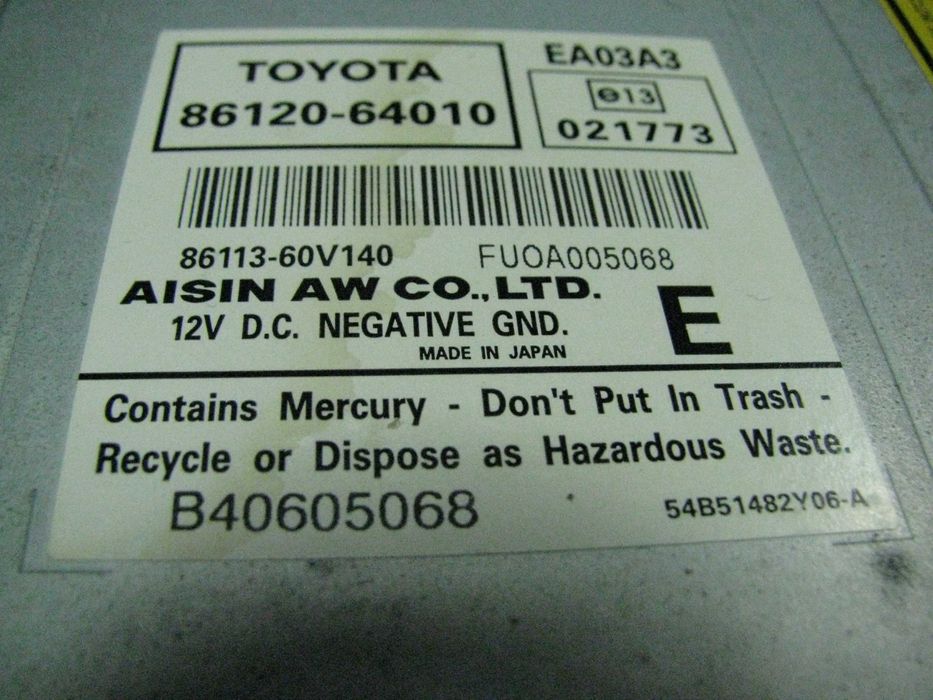 TOYOTA
86120-64010
EA03A3
e13
021773
86113-60V140 FUOA005068
AISIN AW CO.,LTD.
E
12V D.C. NEGATIVE GND.
MADE IN JAPAN
Contains Mercury - Don't Put In Trash -
Recycle or Dispose as Hazardous Waste.
B40605068 54B51482Y06-A